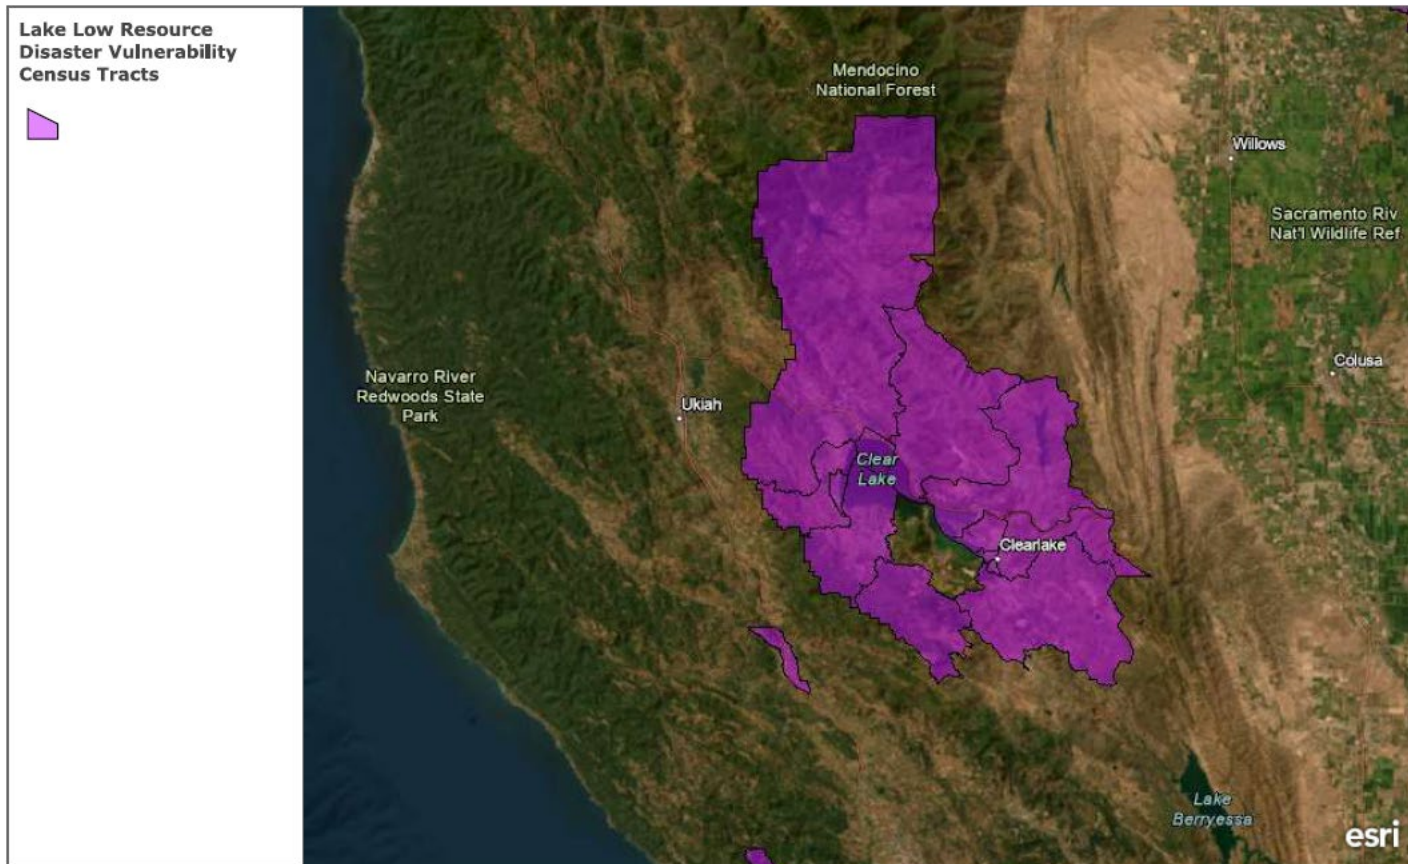 Lake Low Resource
Disaster Vulnerability
Census Tracts
Mendocino
National Forest
Willows
Sacramento Riv
Nat'l Wildlife Ref
Colusa
Navarro River
Redwoods State
Park
Ukiah
Clear
Lake
Clearlake
Lake
Berryessa
esri